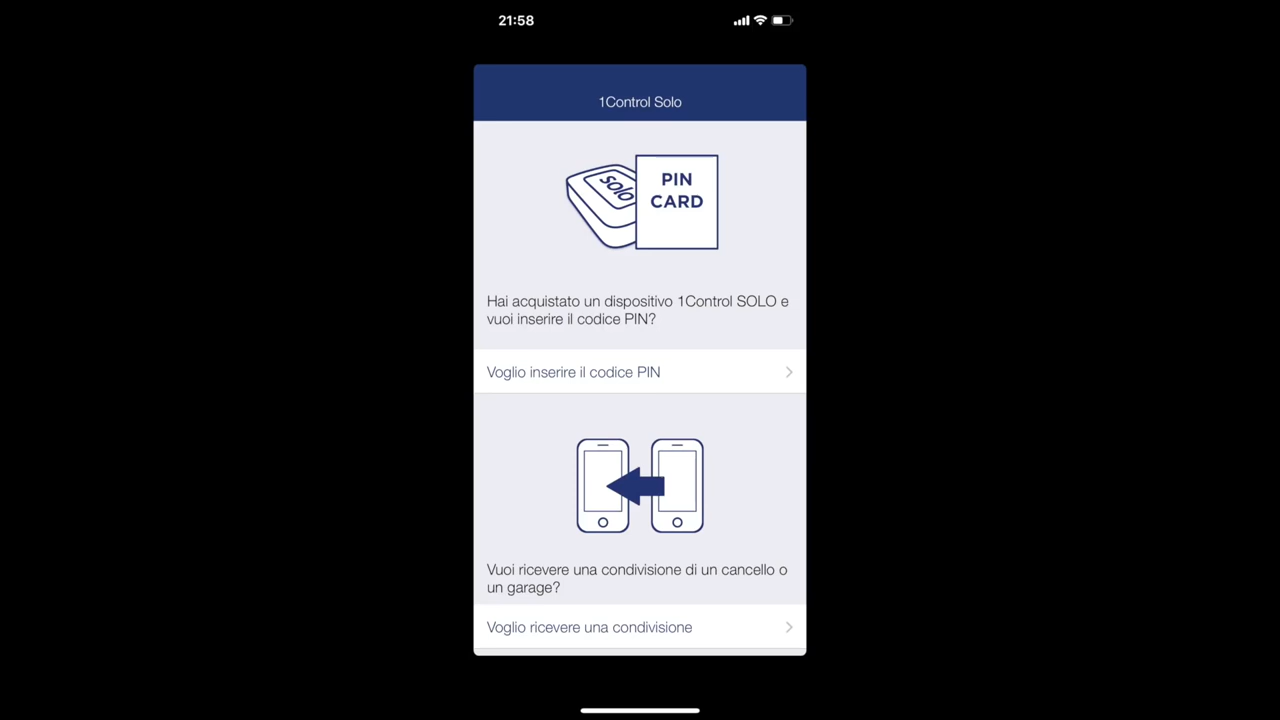 21:58
1Control Solo
solo
PIN
CARD
Hai acquistato un dispositivo 1Control SOLO e
vuoi inserire il codice PIN?
Voglio inserire il codice PIN
Vuoi ricevere una condivisione di un cancello o
un garage?
Voglio ricevere una condivisione